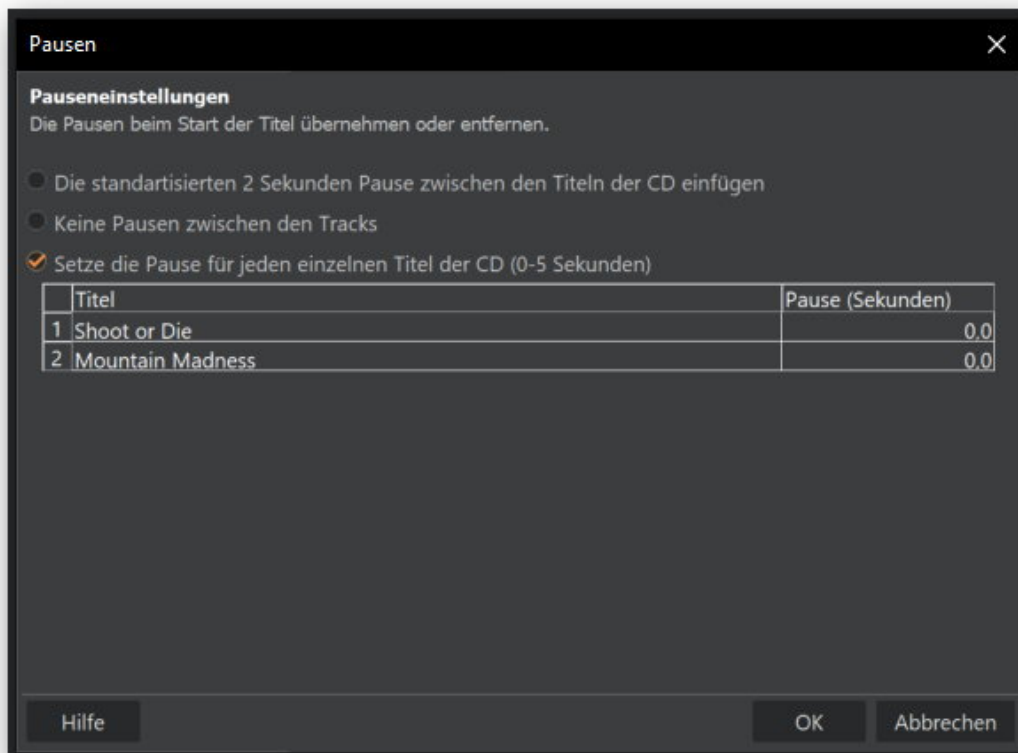 Pausen
Pauseneinstellungen
Die Pausen beim Start der Titel übernehmen oder entfernen.
Die standartisierten 2 Sekunden Pause zwischen den Titeln der CD einfügen
Keine Pausen zwischen den Tracks
Setze die Pause für jeden einzelnen Titel der CD (0-5 Sekunden)
Titel Pause (Sekunden)
1 Shoot or Die 0,0
2 Mountain Madness 0,0
Hilfe OK Abbrechen